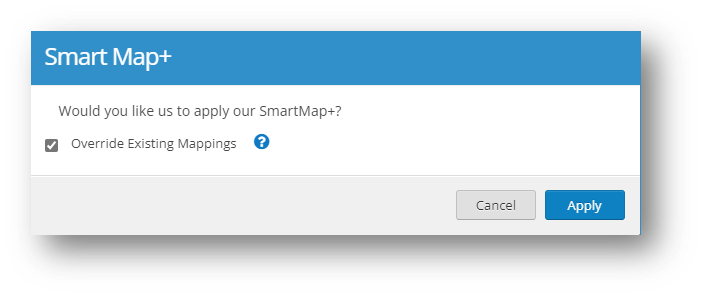 Smart Map+
Would you like us to apply our SmartMap+?
Override Existing Mappings ?
Cancel Apply